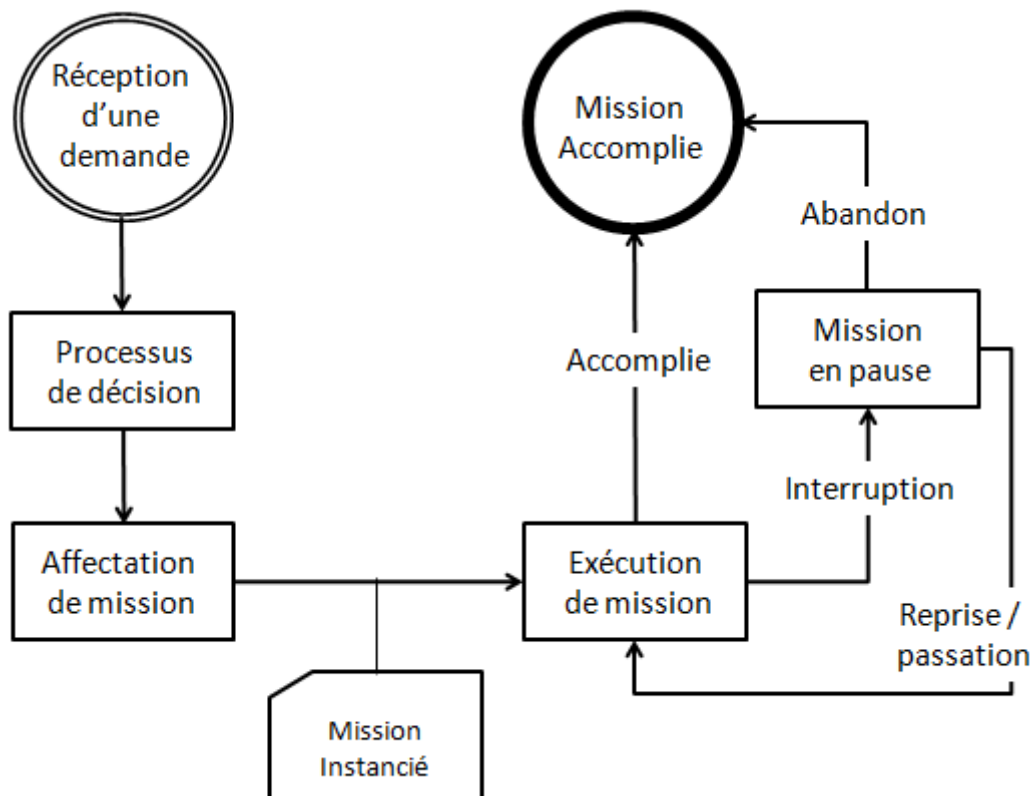 Réception
d'une
demande
Mission
Accomplie
Abandon
Processus
de décision
Accomplie
Mission
en pause
Interruption
Affectation
de mission
Exécution
de mission
Reprise /
passation
Mission
Instancié